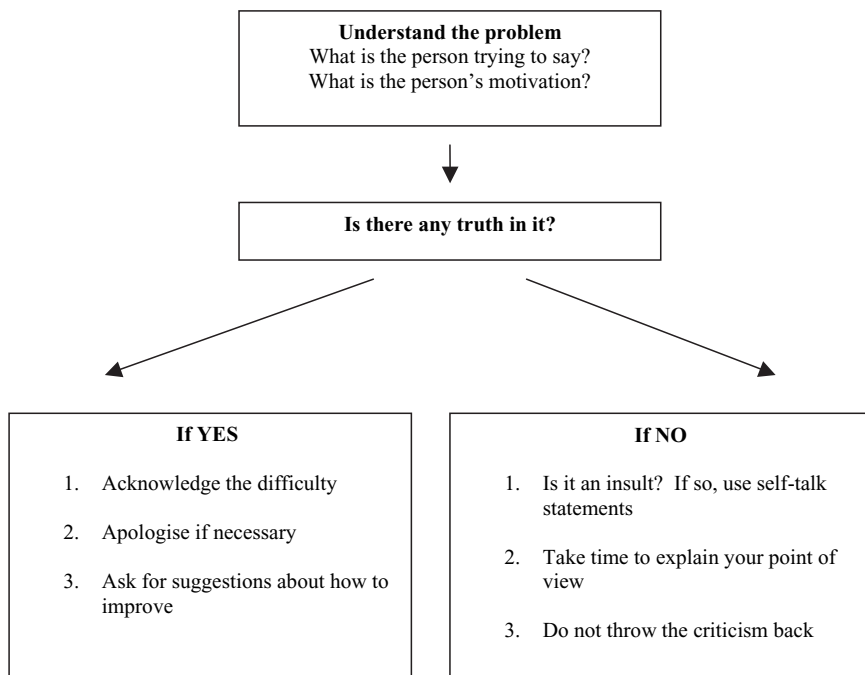 Understand the problem
What is the person trying to say?
What is the person's motivation?
Is there any truth in it?
If YES
1. Acknowledge the difficulty
2. Apologise if necessary
3. Ask for suggestions about how to
improve
If NO
1. Is it an insult?  If so, use self-talk
statements
2. Take time to explain your point of
view
3. Do not throw the criticism back